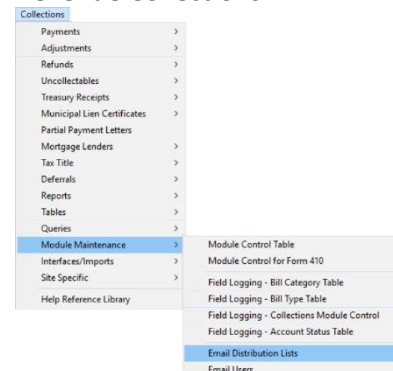 Collections
Payments
Adjustments
Refunds
Uncollectables
Treasury Receipts
Municipal Lien Certificates
Partial Payment Letters
Mortgage Lenders
Tax Title
Deferrals
Reports
Tables
Queries
Module Maintenance
Interfaces/Imports
Site Specific
Help Reference Library
Module Control Table
Module Control for Form 410
Field Logging - Bill Category Table
Field Logging - Bill Type Table
Field Logging - Collections Module Control
Field Logging - Account Status Table
Email Distribution Lists
Email Users